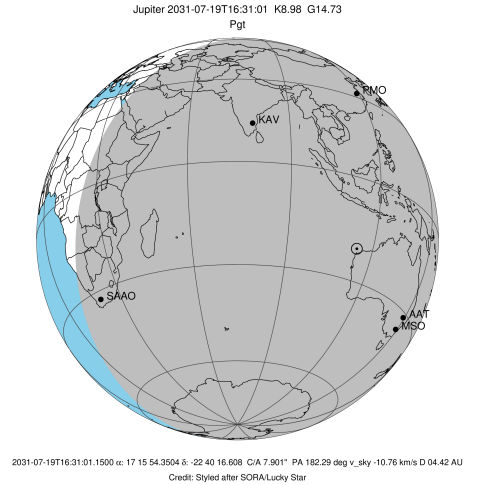 Jupiter 2031-07-19T16:31:01 K8.98 G14.73
Pgt
PMO
KAV
SAAO
AAT
MSO
2031-07-19T16:31:01.1500 α: 17 15 54.3504 δ: -22 40 16.608 C/A 7.901" PA 182.29 deg v_sky -10.76 km/s D 04.42 AU
Credit: Styled after SORA/Lucky Star